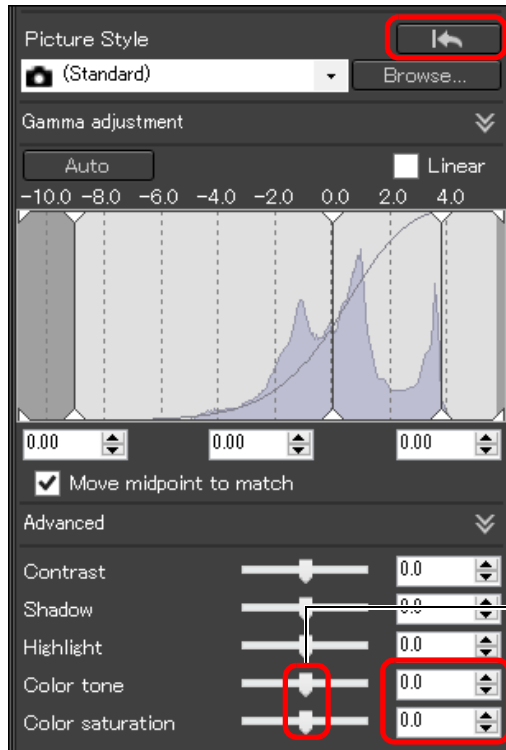 Picture Style
(Standard)
Browse...
Gamma adjustment
Auto
Linear
-10.0 -8.0 -6.0 -4.0 -2.0 0.0 2.0 4.0
0.00 0.00 0.00
Move midpoint to match
Advanced
Contrast 0.0
Shadow 0.0
Highlight 0.0
Color tone 0.0
Color saturation 0.0